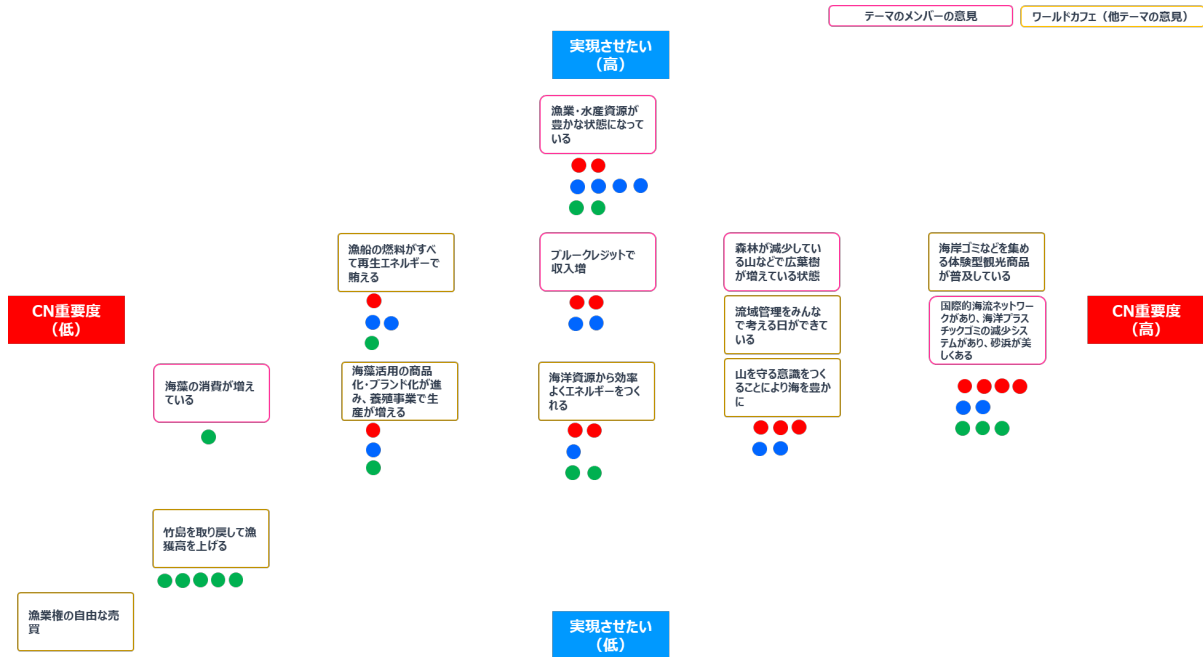 テーマのメンバーの意見
ワールドカフェ（他テーマの意見）
実現させたい
（高）
漁業・水産資源が
豊かな状態になって
いる
漁船の燃料がすべ
て再生エネルギーで
賄える
ブルークレジットで
収入増
森林が減少してい
る山などで広葉樹
が増えている状態
海岸ゴミなどを集め
る体験型観光商品
が普及している
CN重要度
（低）
流域管理をみんな
で考える日ができて
いる
国際的海流ネットワ
ークがあり、海洋プラス
チックゴミの減少シス
テムがあり、砂浜が美
しくある
CN重要度
（高）
海藻の消費が増え
ている
海藻活用の商品
化・ブランド化が進
み、養殖事業で生
産が増える
海洋資源から効率
よくエネルギーをつく
れる
山を守る意識をつく
ることにより海を豊か
に
竹島を取り戻して漁
獲高を上げる
漁業権の自由な売
買
実現させたい
（低）